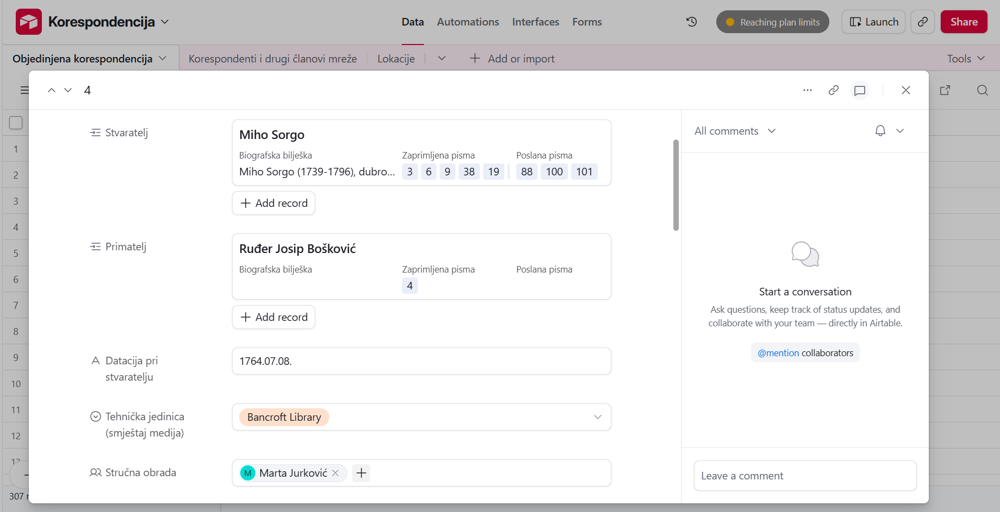 Korespondencija
Data
Automations
Interfaces
Forms
Reaching plan limits
Launch
Share
Objedinjena korespondencija
Korespondenti i drugi članovi mreže
Lokacije
Add or import
Tools
4
Stvaratelj
Miho Sorgo
Biografska bilješka
Zaprimljena pisma
Poslana pisma
Miho Sorgo (1739-1796), dubro...
3
6
9
38
19
88
100
101
Add record
Primatelj
Ruđer Josip Bošković
Biografska bilješka
Zaprimljena pisma
Poslana pisma
4
Add record
Datacija pri
stvaratelju
1764.07.08.
Tehnička jedinica
(smještaj medija)
Bancroft Library
Stručna obrada
M
Marta Jurković
All comments
Start a conversation
Ask questions, keep track of status updates, and
collaborate with your team — directly in Airtable.
@mention collaborators
Leave a comment
1
2
3
4
5
6
7
8
9
10
11
12
307